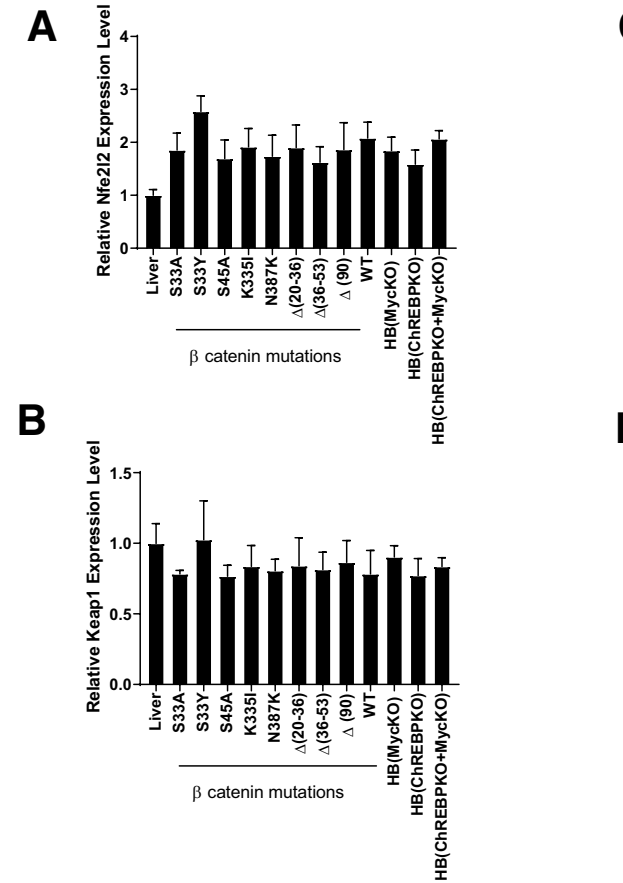 A
Relative Nfe2l2 Expression Level
4
3
2
1
0
Liver
S33A
S33Y
S45A
K335I
N387K
Δ(20-36)
Δ(36-53)
Δ (90)
WT
HB(MycKO)
HB(ChREBPKO)
HB(ChREBPKO+MycKO)
β catenin mutations
B
Relative Keap1 Expression Level
1.5
1.0
0.5
0.0
Liver
S33A
S33Y
S45A
K335I
N387K
Δ(20-36)
Δ(36-53)
Δ (90)
WT
HB(MycKO)
HB(ChREBPKO)
HB(ChREBPKO+MycKO)
β catenin mutations